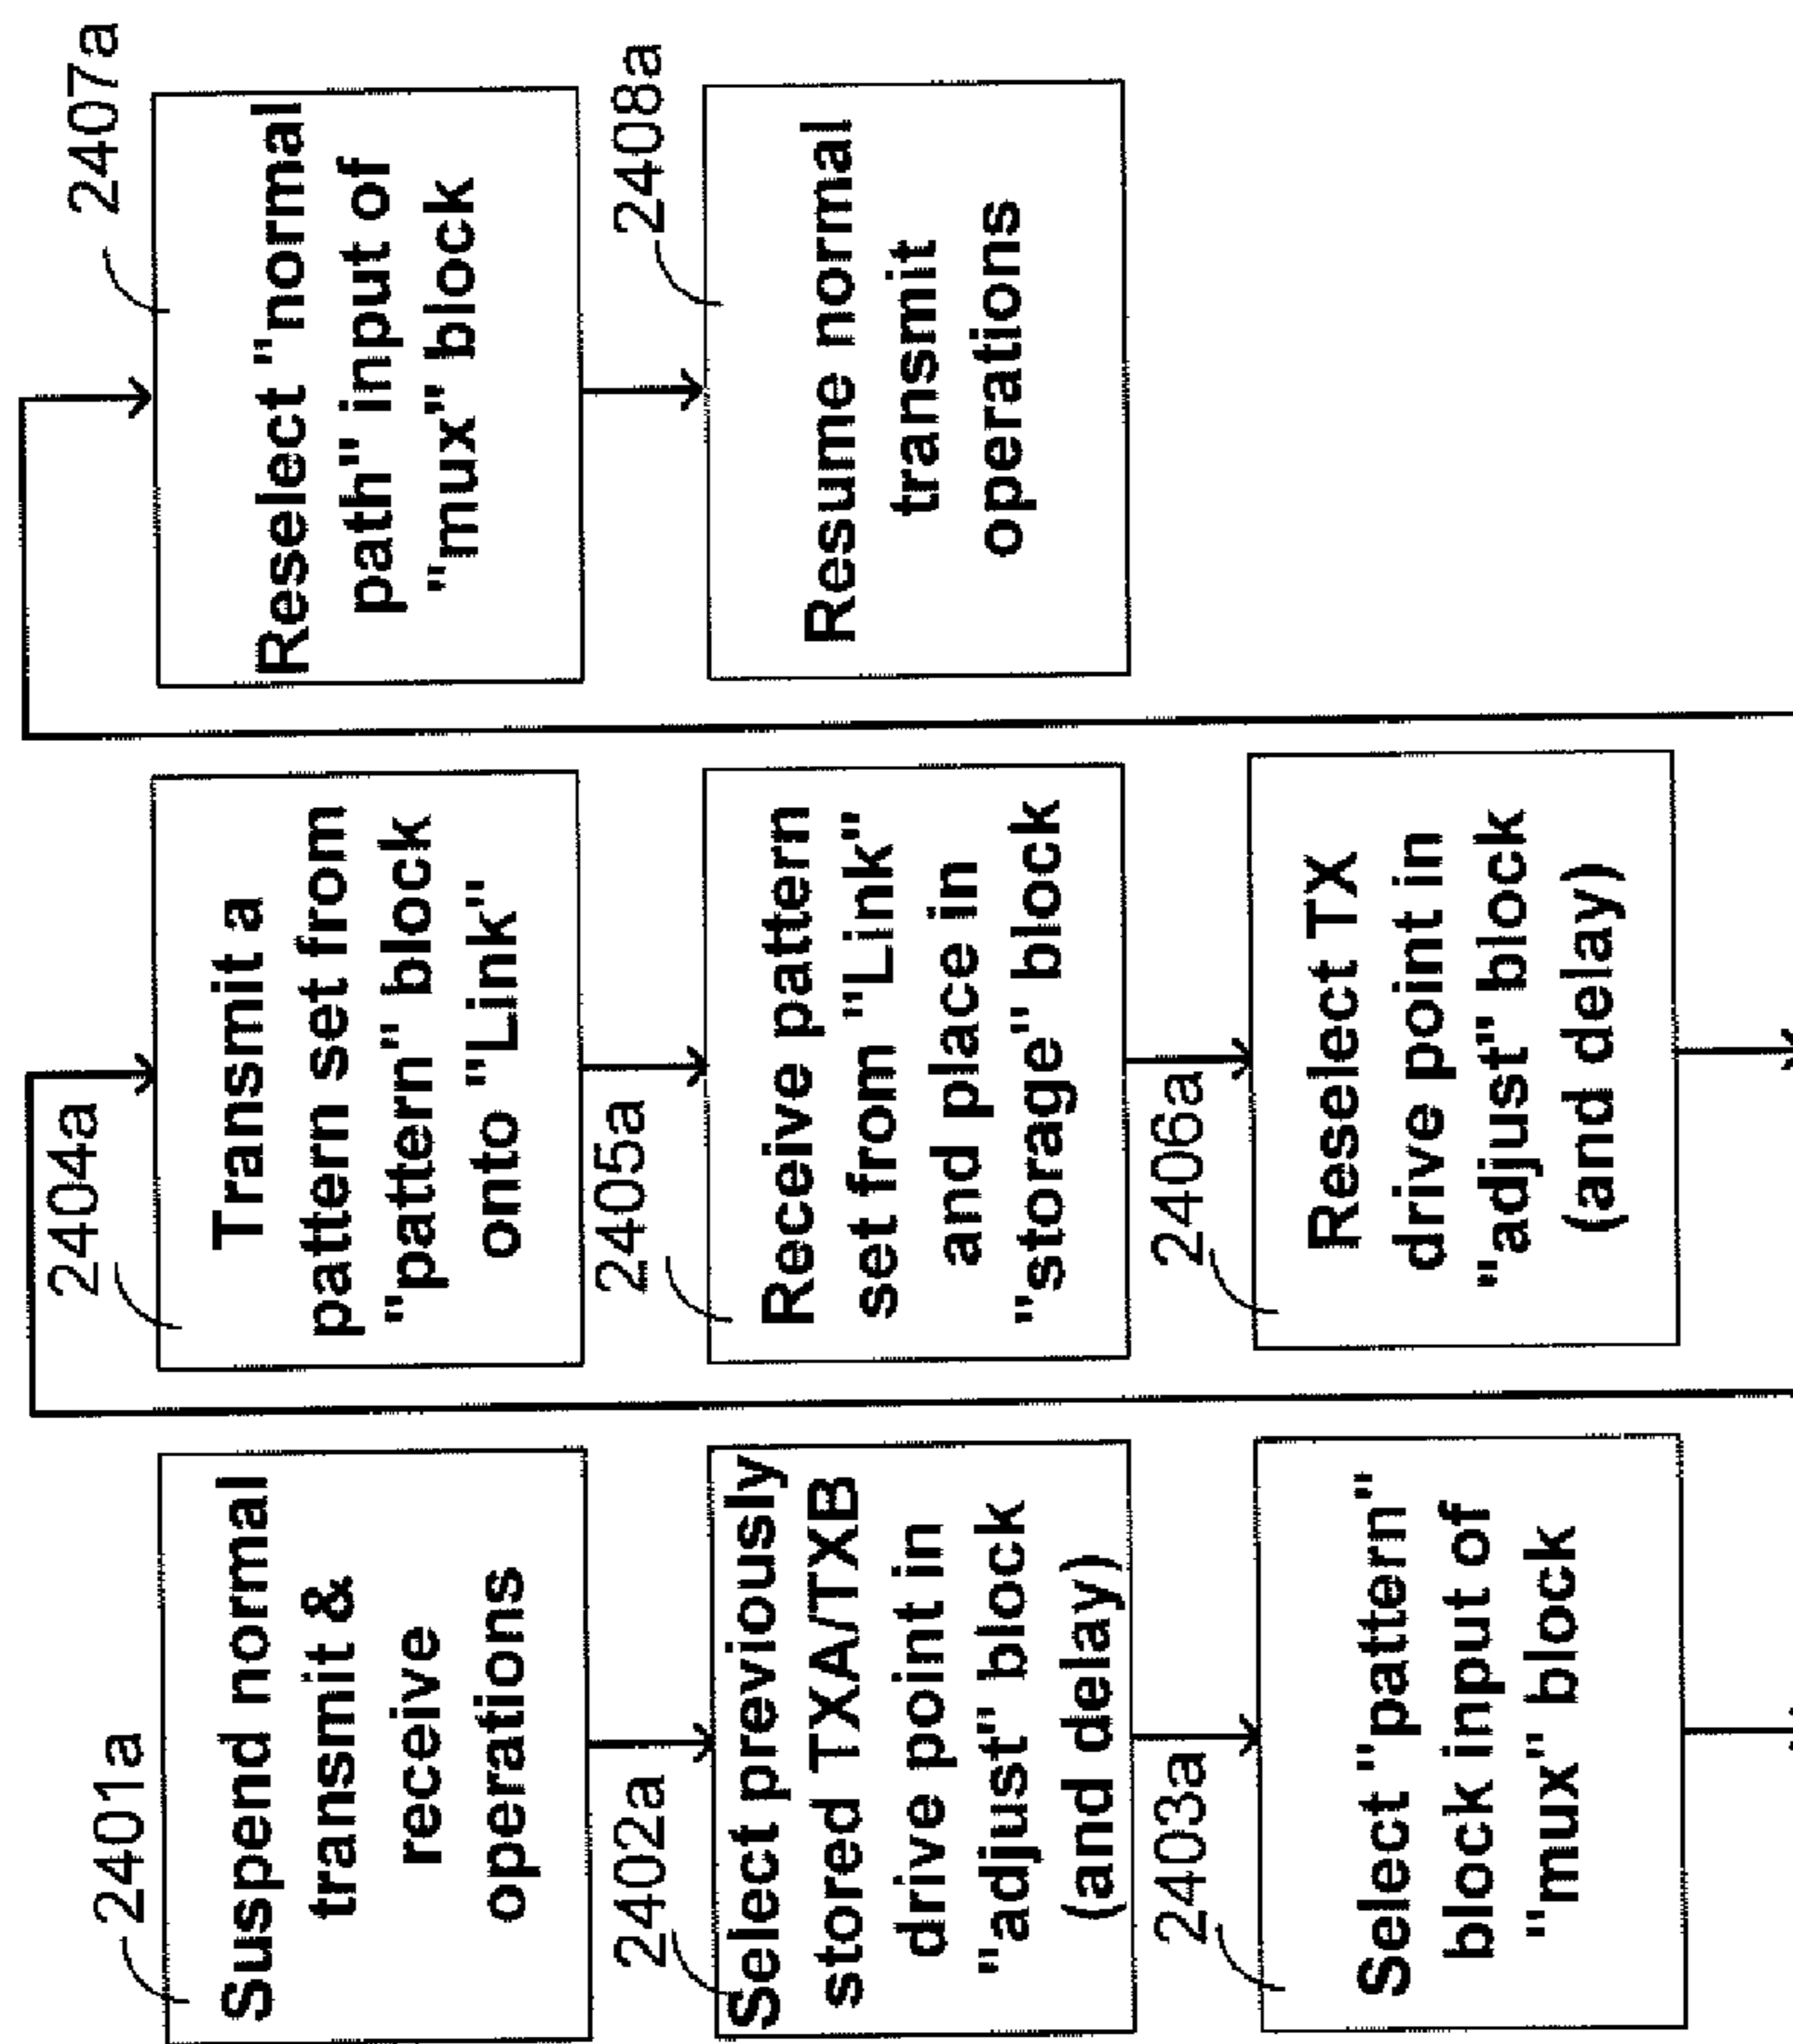 2401a
Suspend normal
transmit &
receive
operations
2402a
Select previously
stored TXA/TXB
drive point in
"adjust" block
(and delay)
2403a
Select "pattern"
block input of
"mux" block
2404a
Transmit a
pattern set from
"pattern" block
onto "Link"
2405a
Receive pattern
set from "Link"
and place in
"storage" block
2406a
Reselect TX
drive point in
"adjust" block
(and delay)
2407a
Reselect "normal
path" input of
"mux" block
2408a
Resume normal
transmit
operations